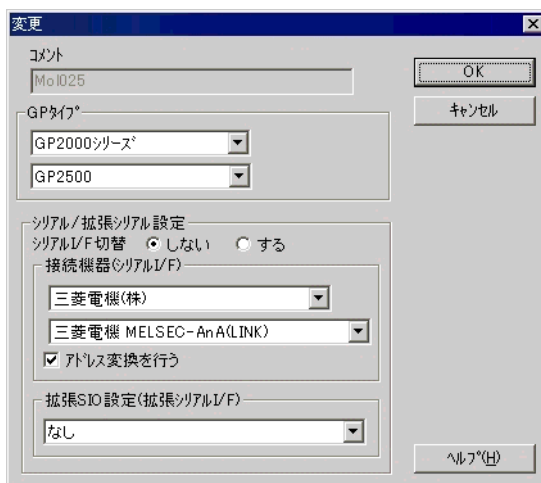 変更
コメント
Mol025
OK
キャンセル
GPタイプ
GP2000シリーズ
GP2500
シリアル/拡張シリアル設定
シリアルI/F切替 しない する
接続機器(シリアルI/F)
三菱電機(株)
三菱電機 MELSEC-AnA(LINK)
アドレス変換を行う
拡張SIO設定(拡張シリアルI/F)
なし
ヘルプ(H)